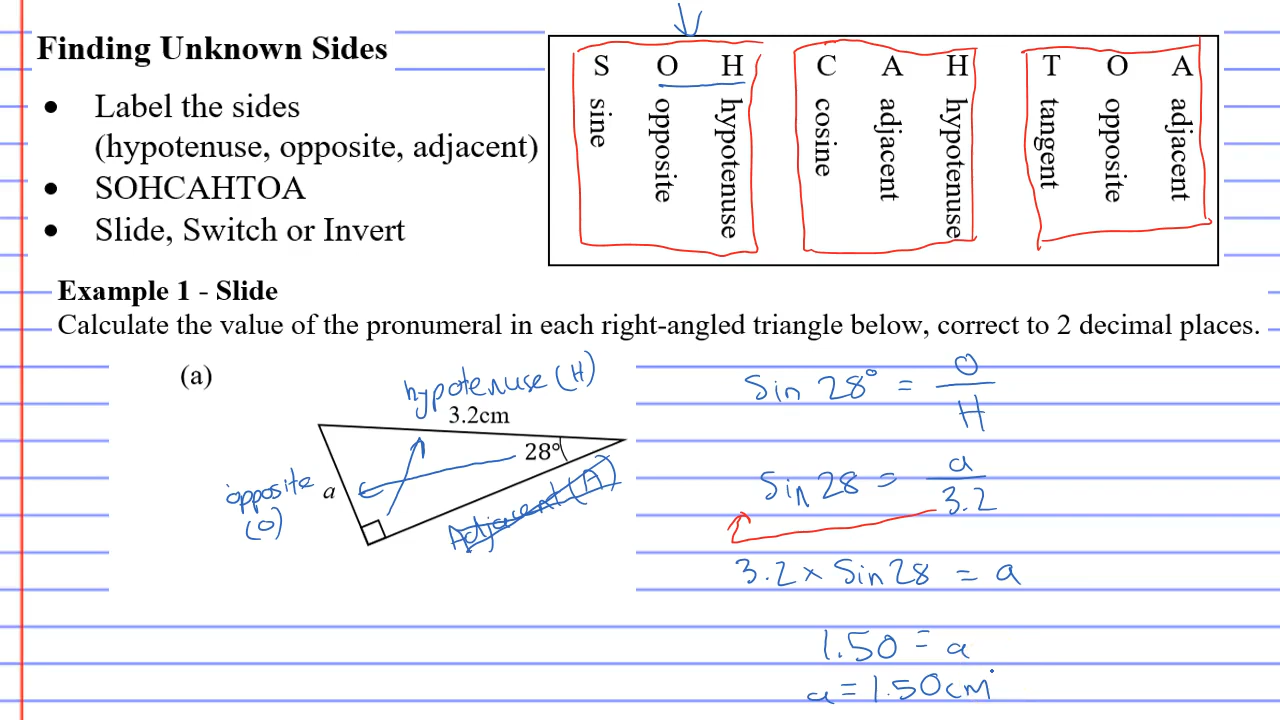 Finding Unknown Sides
• Label the sides
(hypotenuse, opposite, adjacent)
• SOHCAHTOA
• Slide, Switch or Invert
S O H C A H T O A
sine opposite hypotenuse cosine adjacent hypotenuse tangent opposite adjacent
Example 1 - Slide
Calculate the value of the pronumeral in each right-angled triangle below, correct to 2 decimal places.
(a)
hypotenuse (H)
3.2cm
28°
opposite
(O)
a
Adjacent (A)
Sin 28° = O/H
Sin 28 = a/3.2
3.2 × Sin 28 = a
1.50 = a
a = 1.50cm